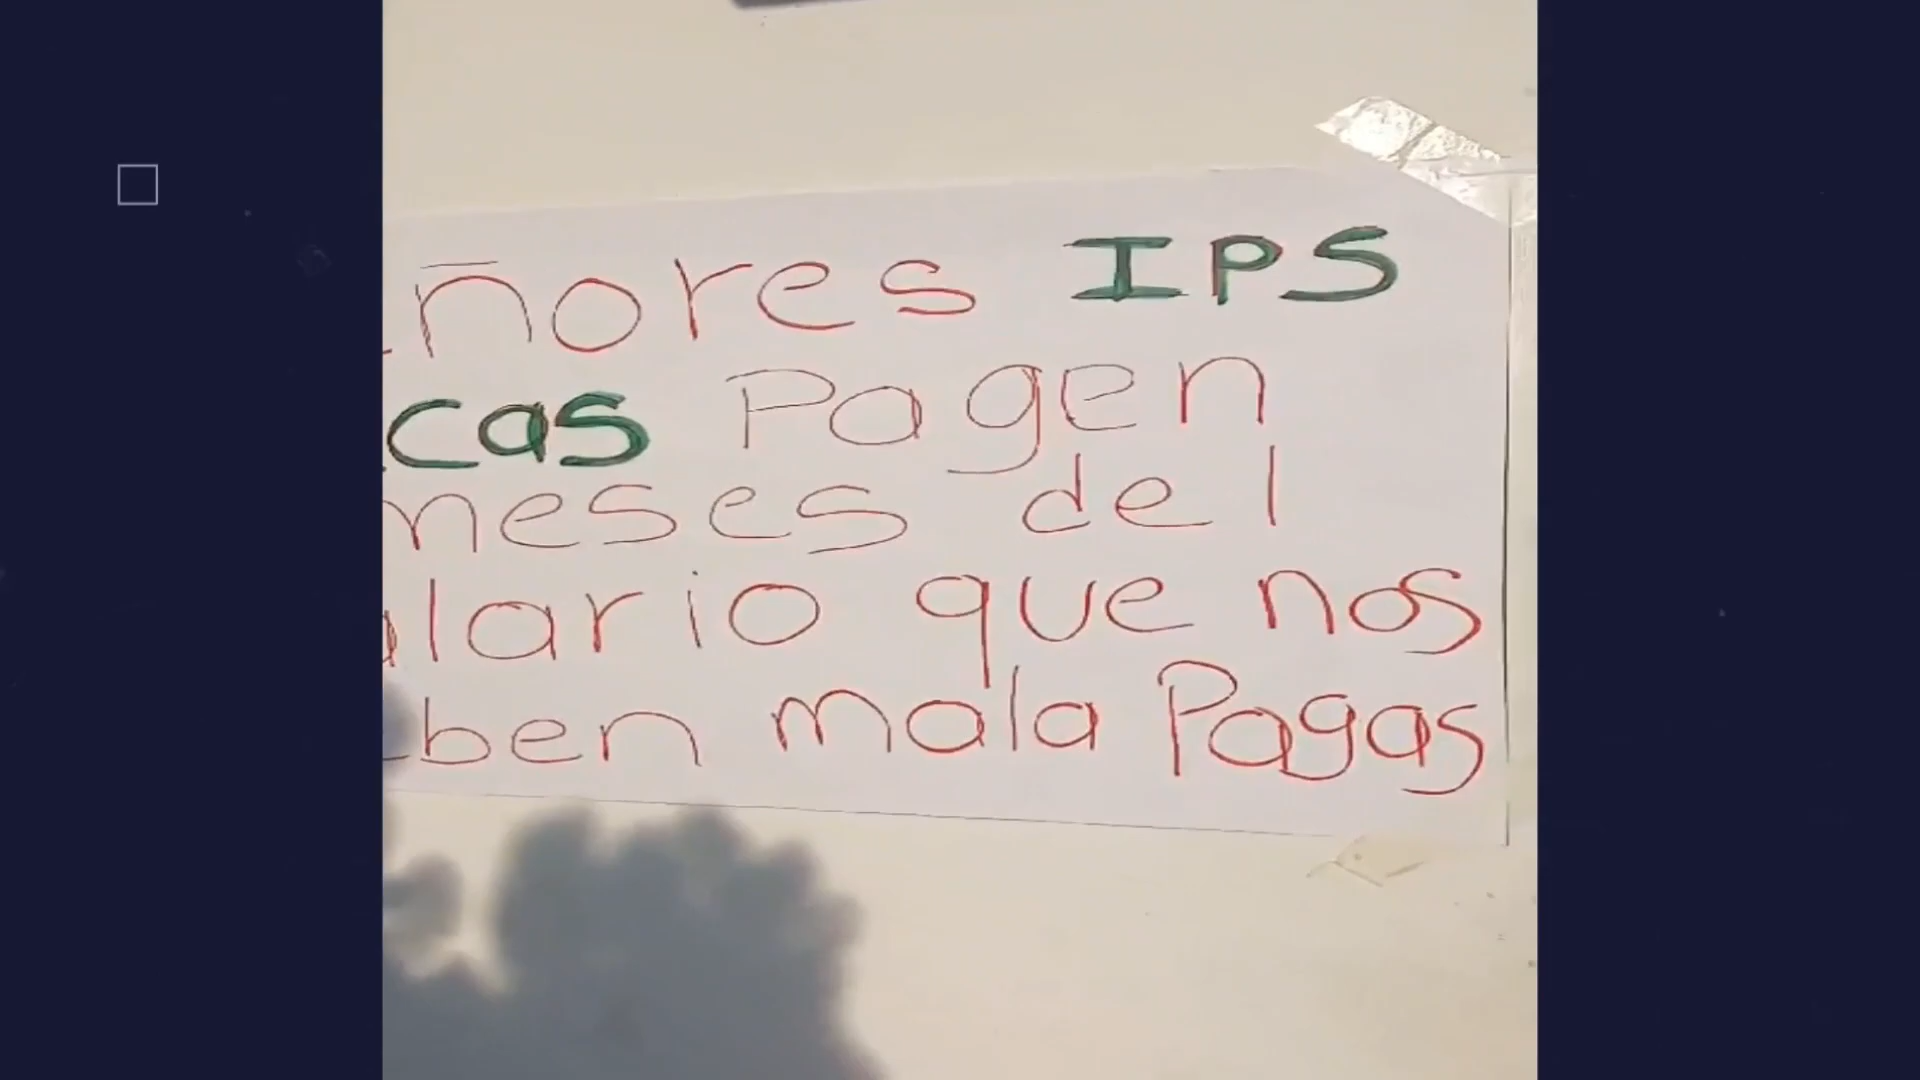 ñores IPS
cas Pagen
meses del
lario que nos
ben mala Pagas